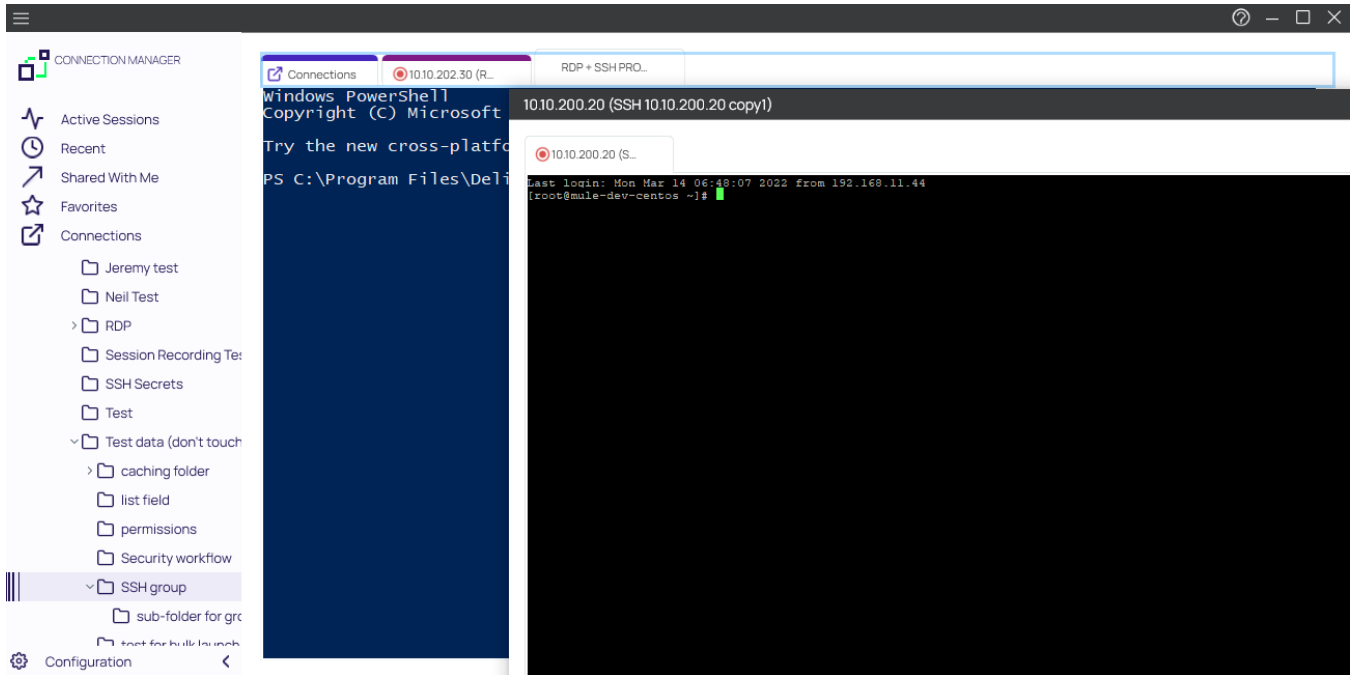 CONNECTION MANAGER
Active Sessions
Recent
Shared With Me
Favorites
Connections
Jeremy test
Neil Test
RDP
Session Recording Tes
SSH Secrets
Test
Test data (don't touch
caching folder
list field
permissions
Security workflow
SSH group
sub-folder for gro
test for bulk launch
Configuration
Connections
10.10.202.30 (R...
RDP + SSH PRO...
Windows PowerShell
Copyright (C) Microsoft
Try the new cross-platfo
PS C:\Program Files\Deli
10.10.200.20 (SSH 10.10.200.20 copy1)
10.10.200.20 (S...
Last login: Mon Mar 14 06:48:07 2022 from 192.168.11.44
[root@mule-dev-centos ~]#